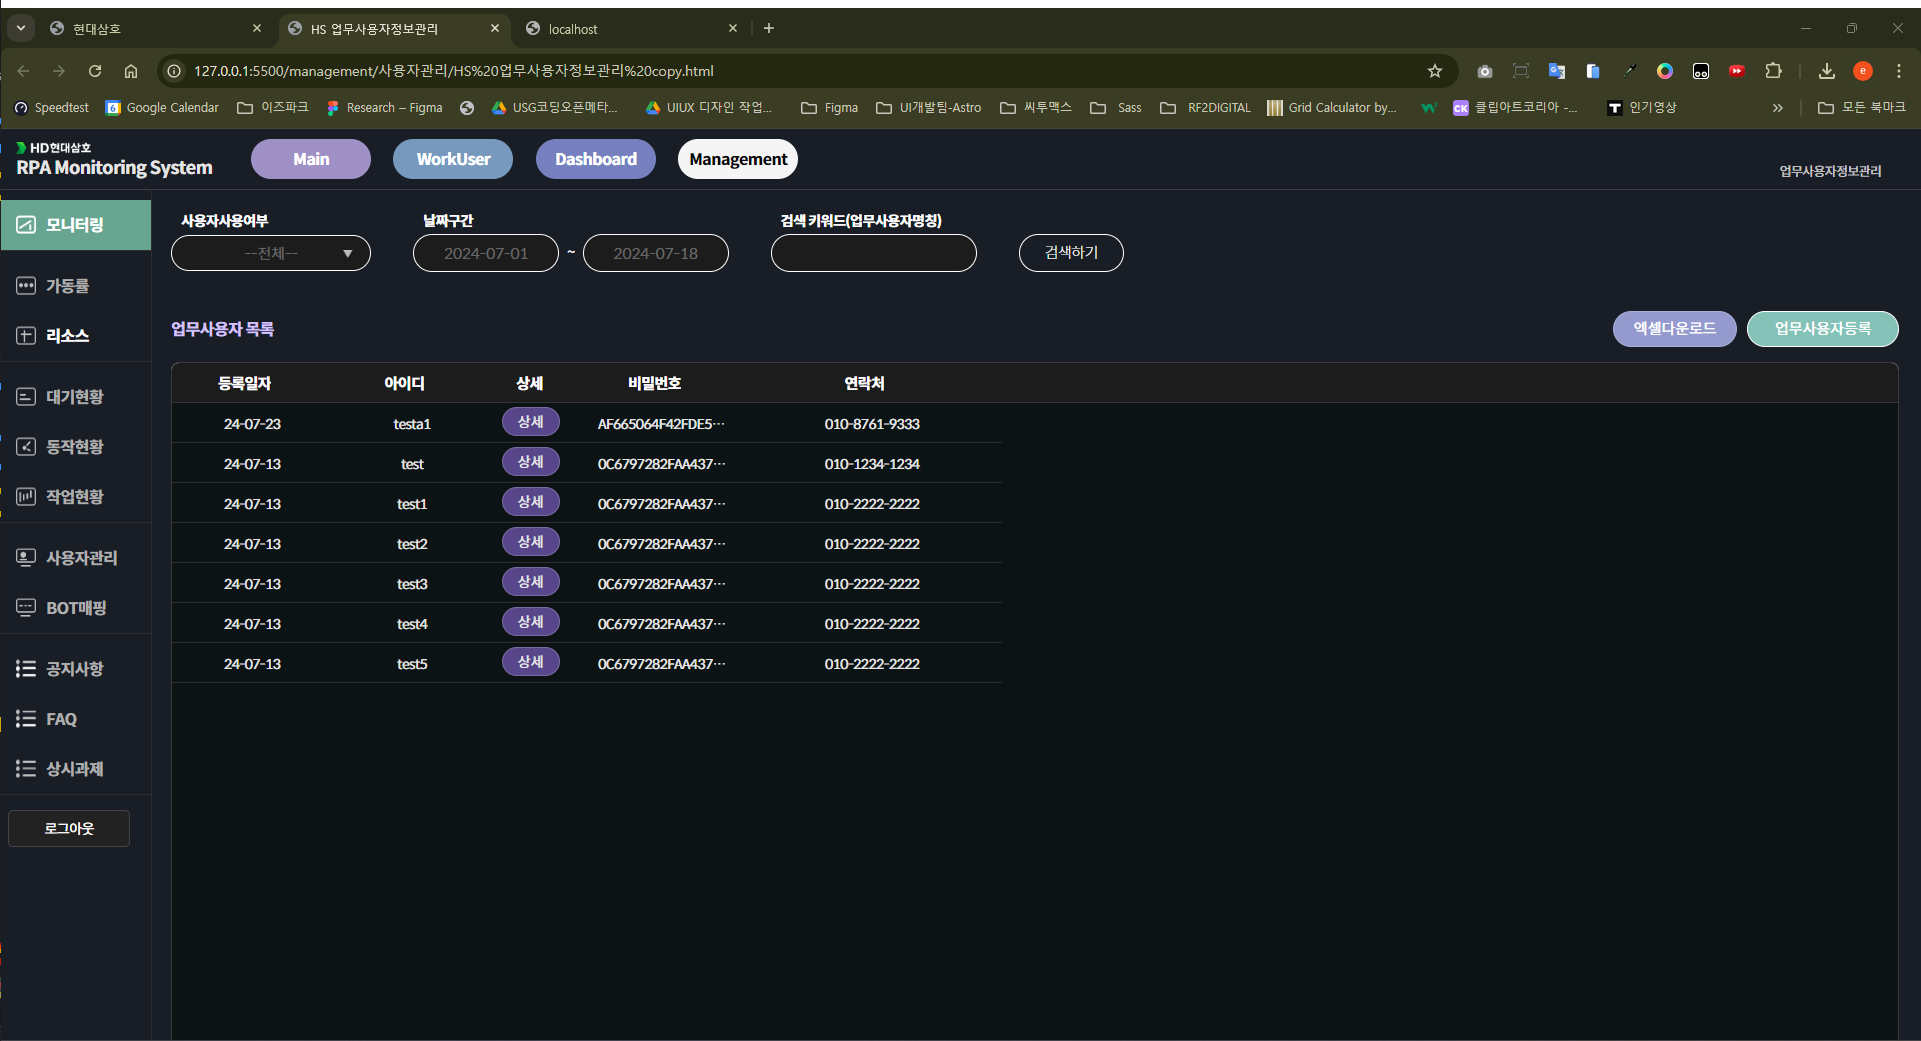 현대삼호
HS 업무사용자정보관리
localhost
127.0.0.1:5500/management/사용자관리/HS%20업무사용자정보관리%20copy.html
Speedtest
6
Google Calendar
이즈파크
Research – Figma
USG코딩오픈메타...
UIUX 디자인 작업...
Figma
UI개발팀-Astro
씨투맥스
Sass
RF2DIGITAL
Grid Calculator by...
CK
클립아트코리아 -...
T
인기영상
모든 북마크
e
HD현대삼호
RPA Monitoring System
Main
WorkUser
Dashboard
Management
업무사용자정보관리
모니터링
가동률
리소스
대기현황
동작현황
작업현황
사용자관리
BOT매핑
공지사항
FAQ
상시과제
로그아웃
사용자사용여부
날짜구간
검색 키워드(업무사용자명칭)
--전체-- ▼
2024-07-01 ~ 2024-07-18
검색하기
업무사용자 목록
엑셀다운로드
업무사용자등록
등록일자 아이디 상세 비밀번호 연락처
24-07-23 testa1 상세 AF665064F42FDE5… 010-8761-9333
24-07-13 test 상세 0C6797282FAA437… 010-1234-1234
24-07-13 test1 상세 0C6797282FAA437… 010-2222-2222
24-07-13 test2 상세 0C6797282FAA437… 010-2222-2222
24-07-13 test3 상세 0C6797282FAA437… 010-2222-2222
24-07-13 test4 상세 0C6797282FAA437… 010-2222-2222
24-07-13 test5 상세 0C6797282FAA437… 010-2222-2222